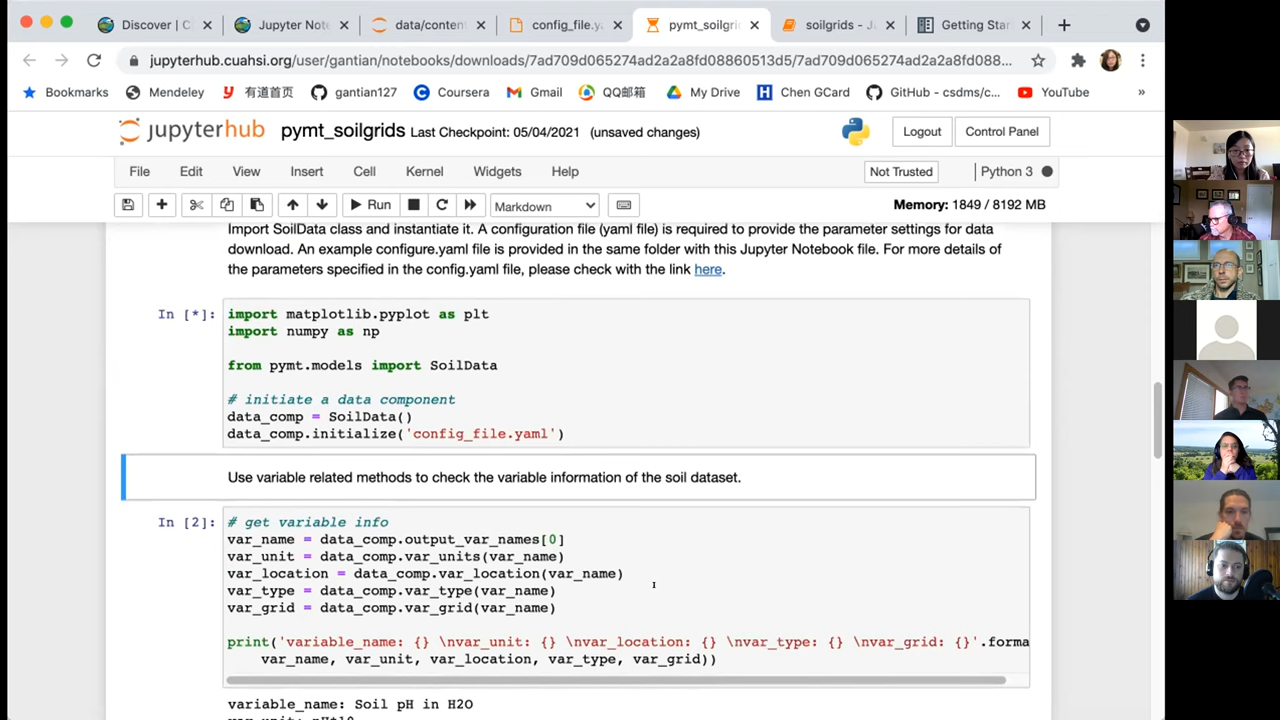 Discover | C
Jupyter Not
data/conten
config_file.ya
pymt_soilgri
soilgrids - J
Getting Star
jupyterhub.cuahsi.org/user/gantian/notebooks/downloads/7ad709d065274ad2a2a8fd08860513d5/7ad709d065274ad2a2a8fd088...
Bookmarks
Mendeley
有道首页
gantian127
Coursera
Gmail
QQ邮箱
My Drive
Chen GCard
GitHub - csdms/c...
YouTube
»
jupyterhub pymt_soilgrids Last Checkpoint: 05/04/2021 (unsaved changes)
Logout
Control Panel
File Edit View Insert Cell Kernel Widgets Help
Not Trusted
Python 3
Run
Markdown
Memory: 1849 / 8192 MB
Import SoilData class and instantiate it. A configuration file (yaml file) is required to provide the parameter settings for data
download. An example configure.yaml file is provided in the same folder with this Jupyter Notebook file. For more details of
the parameters specified in the config.yaml file, please check with the link here.
In [*]:
import matplotlib.pyplot as plt
import numpy as np
from pymt.models import SoilData
# initiate a data component
data_comp = SoilData()
data_comp.initialize('config_file.yaml')
Use variable related methods to check the variable information of the soil dataset.
In [2]:
# get variable info
var_name = data_comp.output_var_names[0]
var_unit = data_comp.var_units(var_name)
var_location = data_comp.var_location(var_name)
var_type = data_comp.var_type(var_name)
var_grid = data_comp.var_grid(var_name)
print('variable_name: {} \nvar_unit: {} \nvar_location: {} \nvar_type: {} \nvar_grid: {}'.forma
var_name, var_unit, var_location, var_type, var_grid))
variable_name: Soil pH in H2O